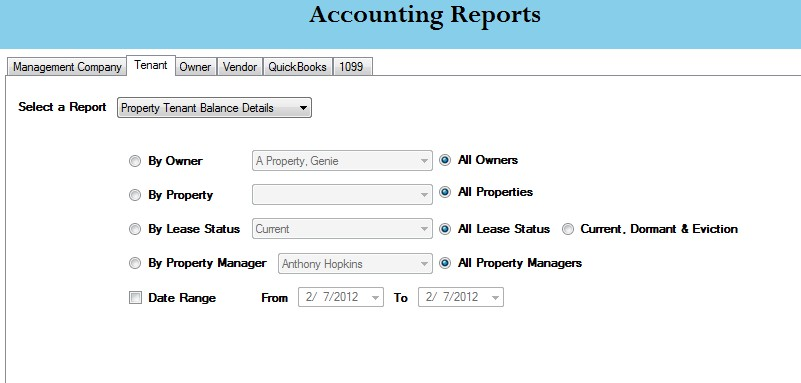 Accounting Reports
Management Company Tenant Owner Vendor QuickBooks 1099
Select a Report Property Tenant Balance Details
By Owner A Property, Genie All Owners
By Property All Properties
By Lease Status Current All Lease Status Current, Dormant & Eviction
By Property Manager Anthony Hopkins All Property Managers
Date Range From 2/ 7/2012 To 2/ 7/2012